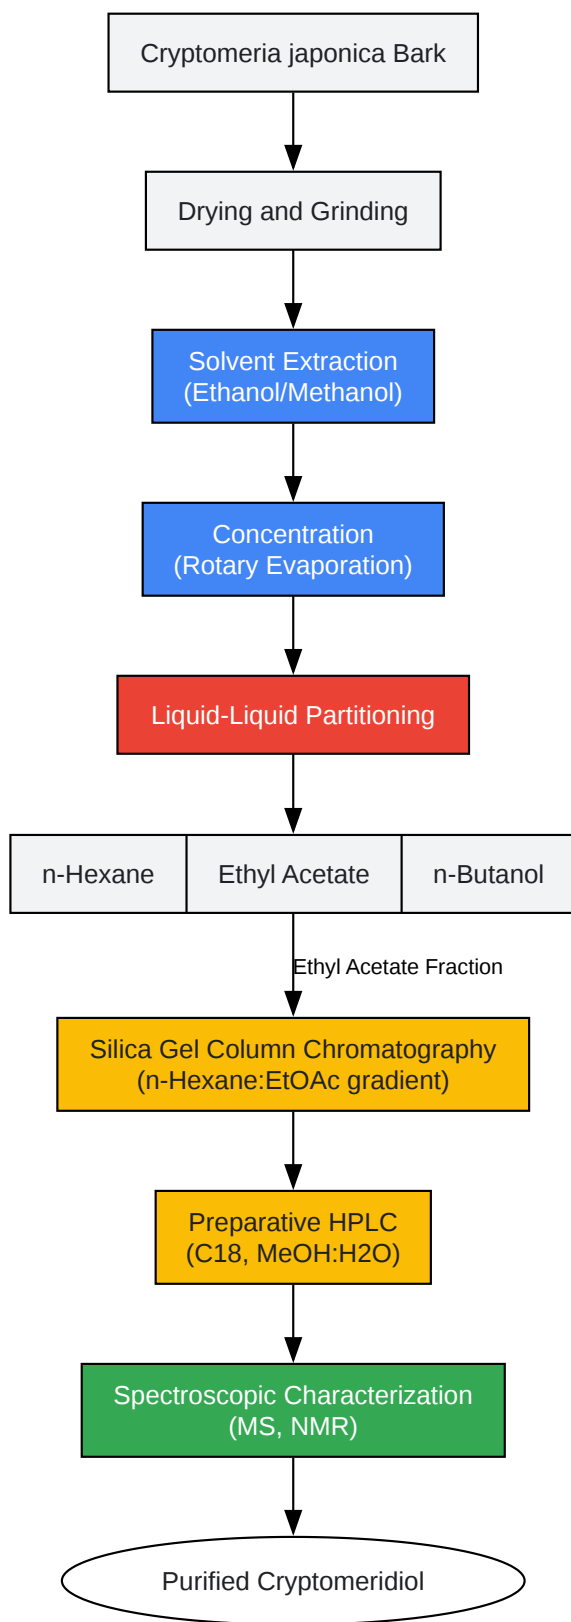 Cryptomeria japonica Bark
Drying and Grinding
Solvent Extraction
(Ethanol/Methanol)
Concentration
(Rotary Evaporation)
Liquid-Liquid Partitioning
n-Hexane
Ethyl Acetate
n-Butanol
Ethyl Acetate Fraction
Silica Gel Column Chromatography
(n-Hexane:EtOAc gradient)
Preparative HPLC
(C18, MeOH:H2O)
Spectroscopic Characterization
(MS, NMR)
Purified Cryptomeridiol